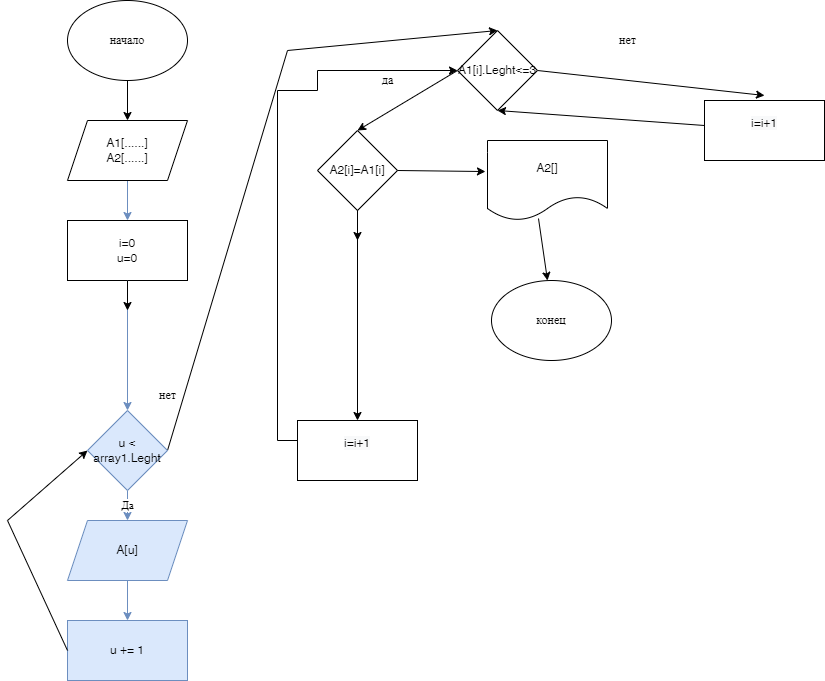 начало
A1[......]
A2[......]
i=0
u=0
нет
u <
array1.Leght
Да
A[u]
u += 1
A1[i].Leght<=3
да
нет
i=i+1
A2[i]=A1[i]
A2[]
конец
i=i+1